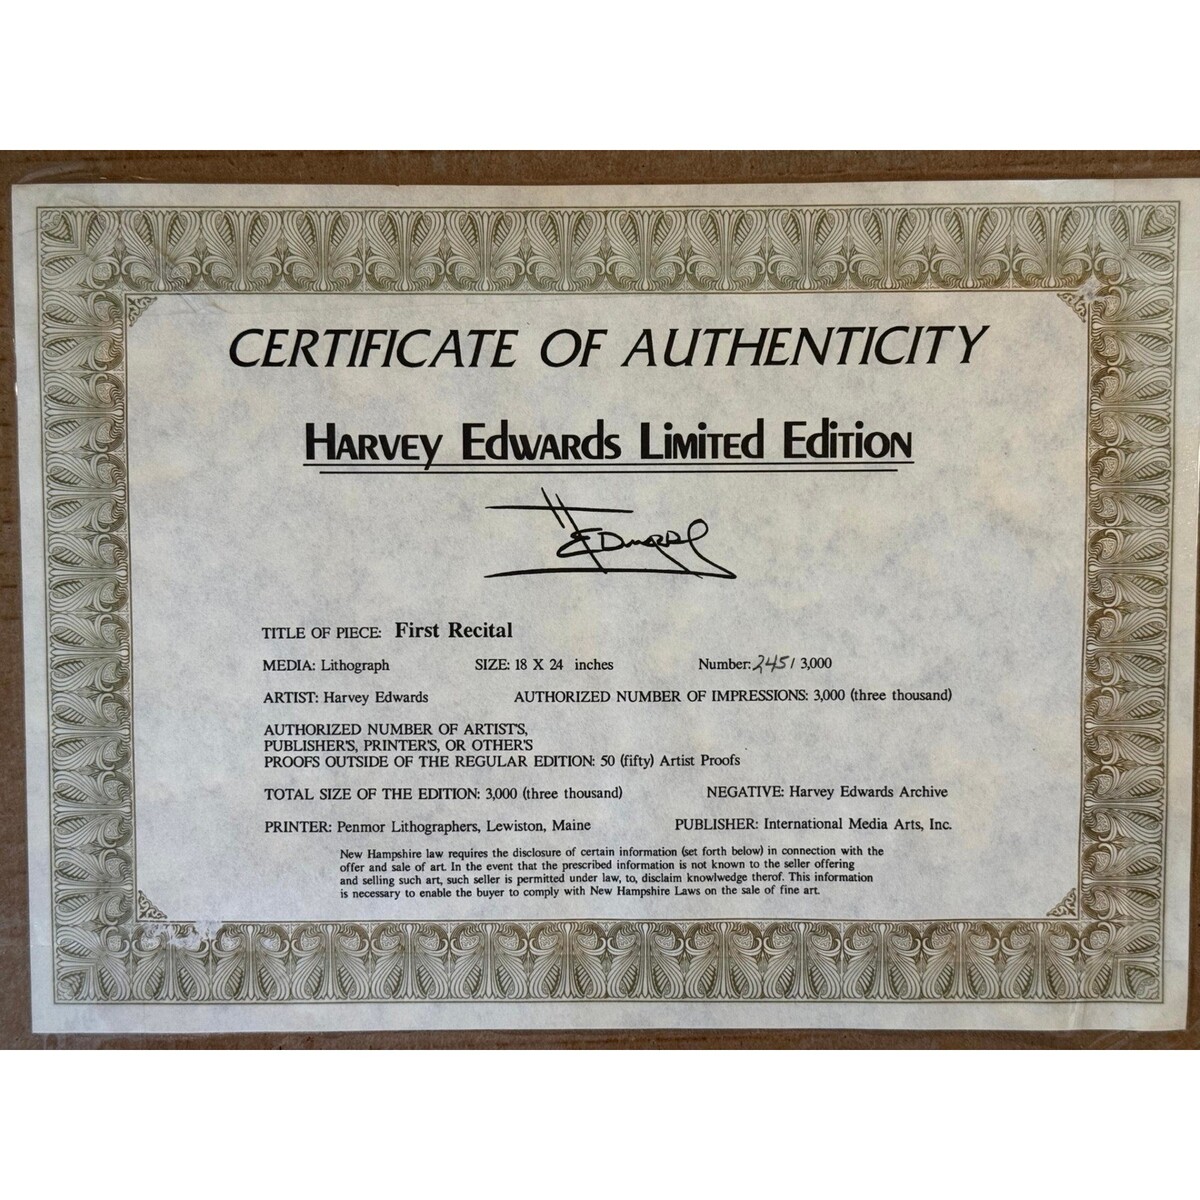 CERTIFICATE OF AUTHENTICITY
HARVEY EDWARDS LIMITED EDITION
H EDWARDS
TITLE OF PIECE: First Recital
MEDIA: Lithograph SIZE: 18 X 24 inches Number: 245 / 3,000
ARTIST: Harvey Edwards AUTHORIZED NUMBER OF IMPRESSIONS: 3,000 (three thousand)
AUTHORIZED NUMBER OF ARTIST'S,
PUBLISHER'S, PRINTER'S, OR OTHER'S
PROOFS OUTSIDE OF THE REGULAR EDITION: 50 (fifty) Artist Proofs
TOTAL SIZE OF THE EDITION: 3,000 (three thousand) NEGATIVE: Harvey Edwards Archive
PRINTER: Penmor Lithographers, Lewiston, Maine PUBLISHER: International Media Arts, Inc.
New Hampshire law requires the disclosure of certain information (set forth below) in connection with the
offer and sale of art. In the event that the prescribed information is not known to the seller offering
and selling such art, such seller is permitted under law, to, disclaim knowlwedge therof. This information
is necessary to enable the buyer to comply with New Hampshire Laws on the sale of fine art.